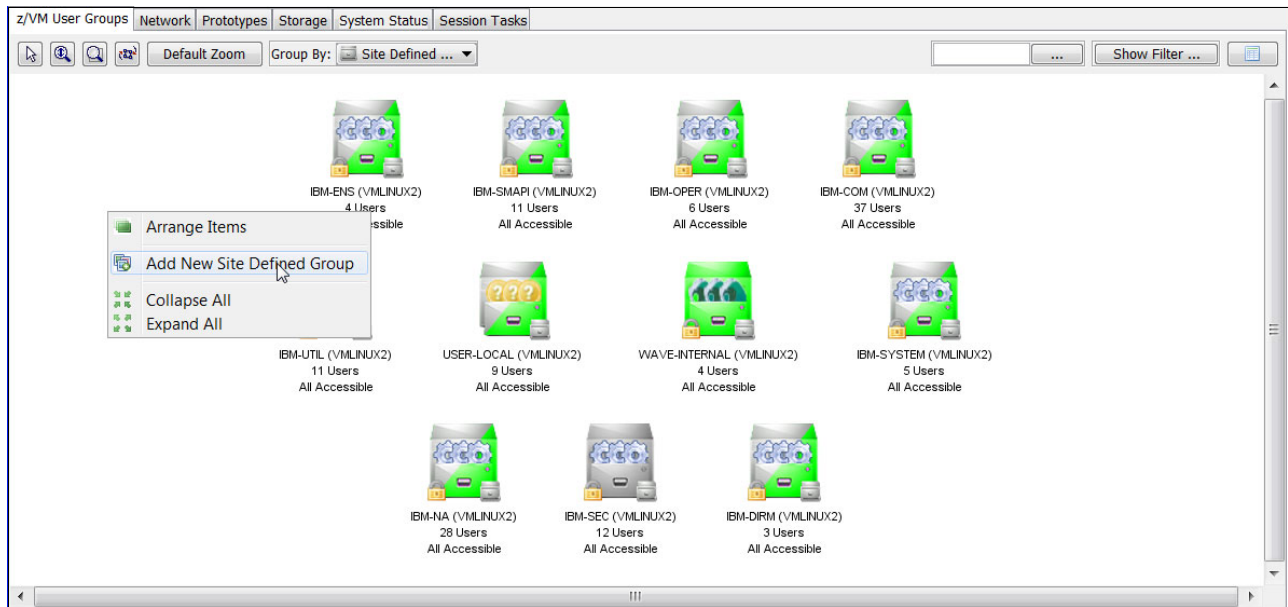 z/VM User Groups Network Prototypes Storage System Status Session Tasks
Default Zoom Group By: Site Defined ... ... Show Filter ...
IBM-ENS (VMLINUX2) IBM-SMAPI (VMLINUX2) IBM-OPER (VMLINUX2) IBM-COM (VMLINUX2)
4 Users 11 Users 6 Users 37 Users
All Accessible All Accessible All Accessible
Arrange Items
Add New Site Defined Group
Collapse All
Expand All
???
IBM-UTIL (VMLINUX2) USER-LOCAL (VMLINUX2) WAVE-INTERNAL (VMLINUX2) IBM-SYSTEM (VMLINUX2)
11 Users 9 Users 4 Users 5 Users
All Accessible All Accessible All Accessible All Accessible
IBM-NA (VMLINUX2) IBM-SEC (VMLINUX2) IBM-DIRM (VMLINUX2)
28 Users 12 Users 3 Users
All Accessible All Accessible All Accessible